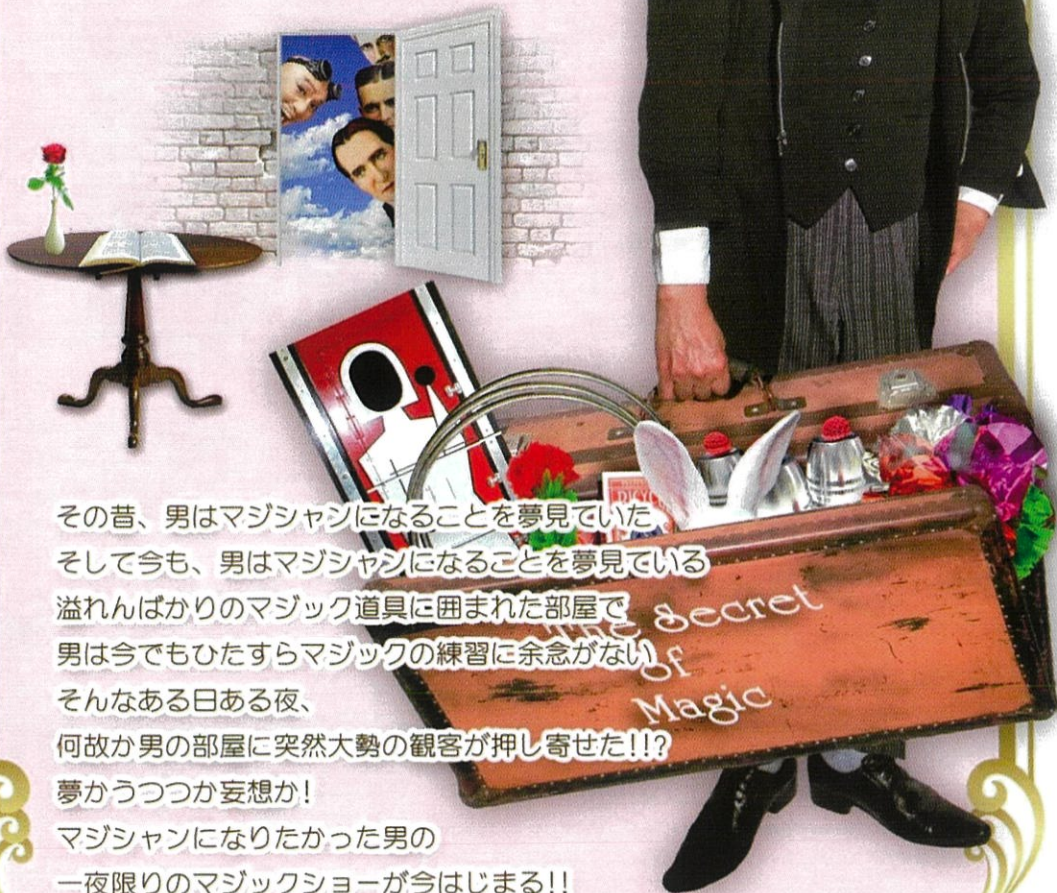 BICYCLE
The Secret
of
Magic
その昔、男はマジシャンになることを夢見ていた
そして今も、男はマジシャンになることを夢見ている
溢れんばかりのマジック道具に囲まれた部屋で
男は今でもひたすらマジックの練習に余念がない
そんなある日ある夜、
何故か男の部屋に突然大勢の観客が押し寄せた!!?
夢かうつつか妄想か!
マジシャンになりたかった男の
一夜限りのマジックショーが今はじまる!!